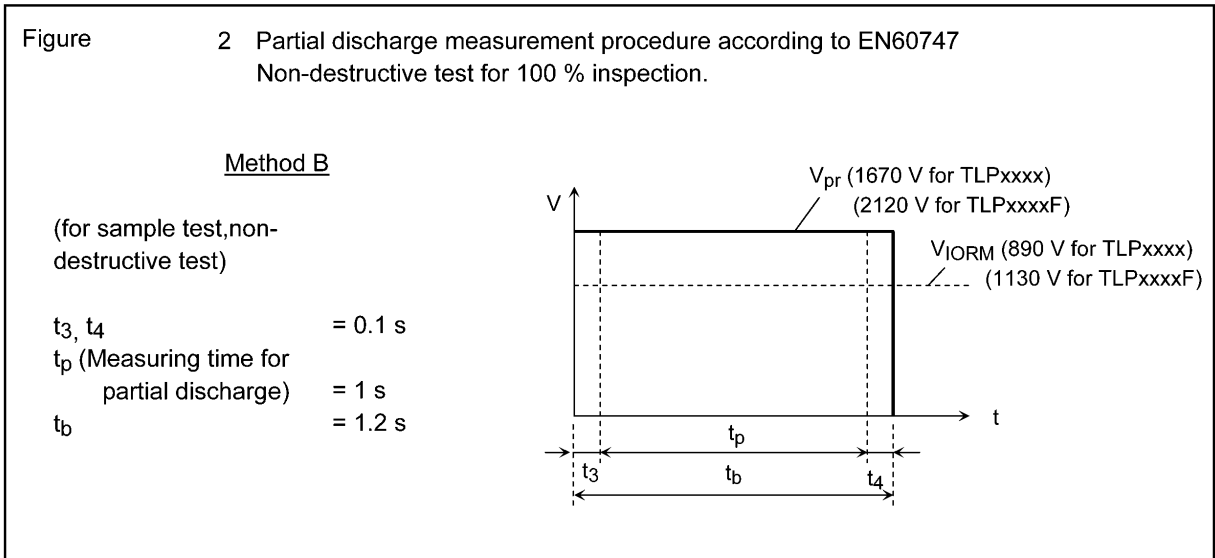 Figure 2 Partial discharge measurement procedure according to EN60747
Non-destructive test for 100 % inspection.
Method B
(for sample test,non-
destructive test)
t3, t4 = 0.1 s
tp (Measuring time for
partial discharge) = 1 s
tb = 1.2 s
V
Vpr (1670 V for TLPxxxx)
(2120 V for TLPxxxxF)
VIORM (890 V for TLPxxxx)
(1130 V for TLPxxxxF)
t
tp
t3
tb
t4